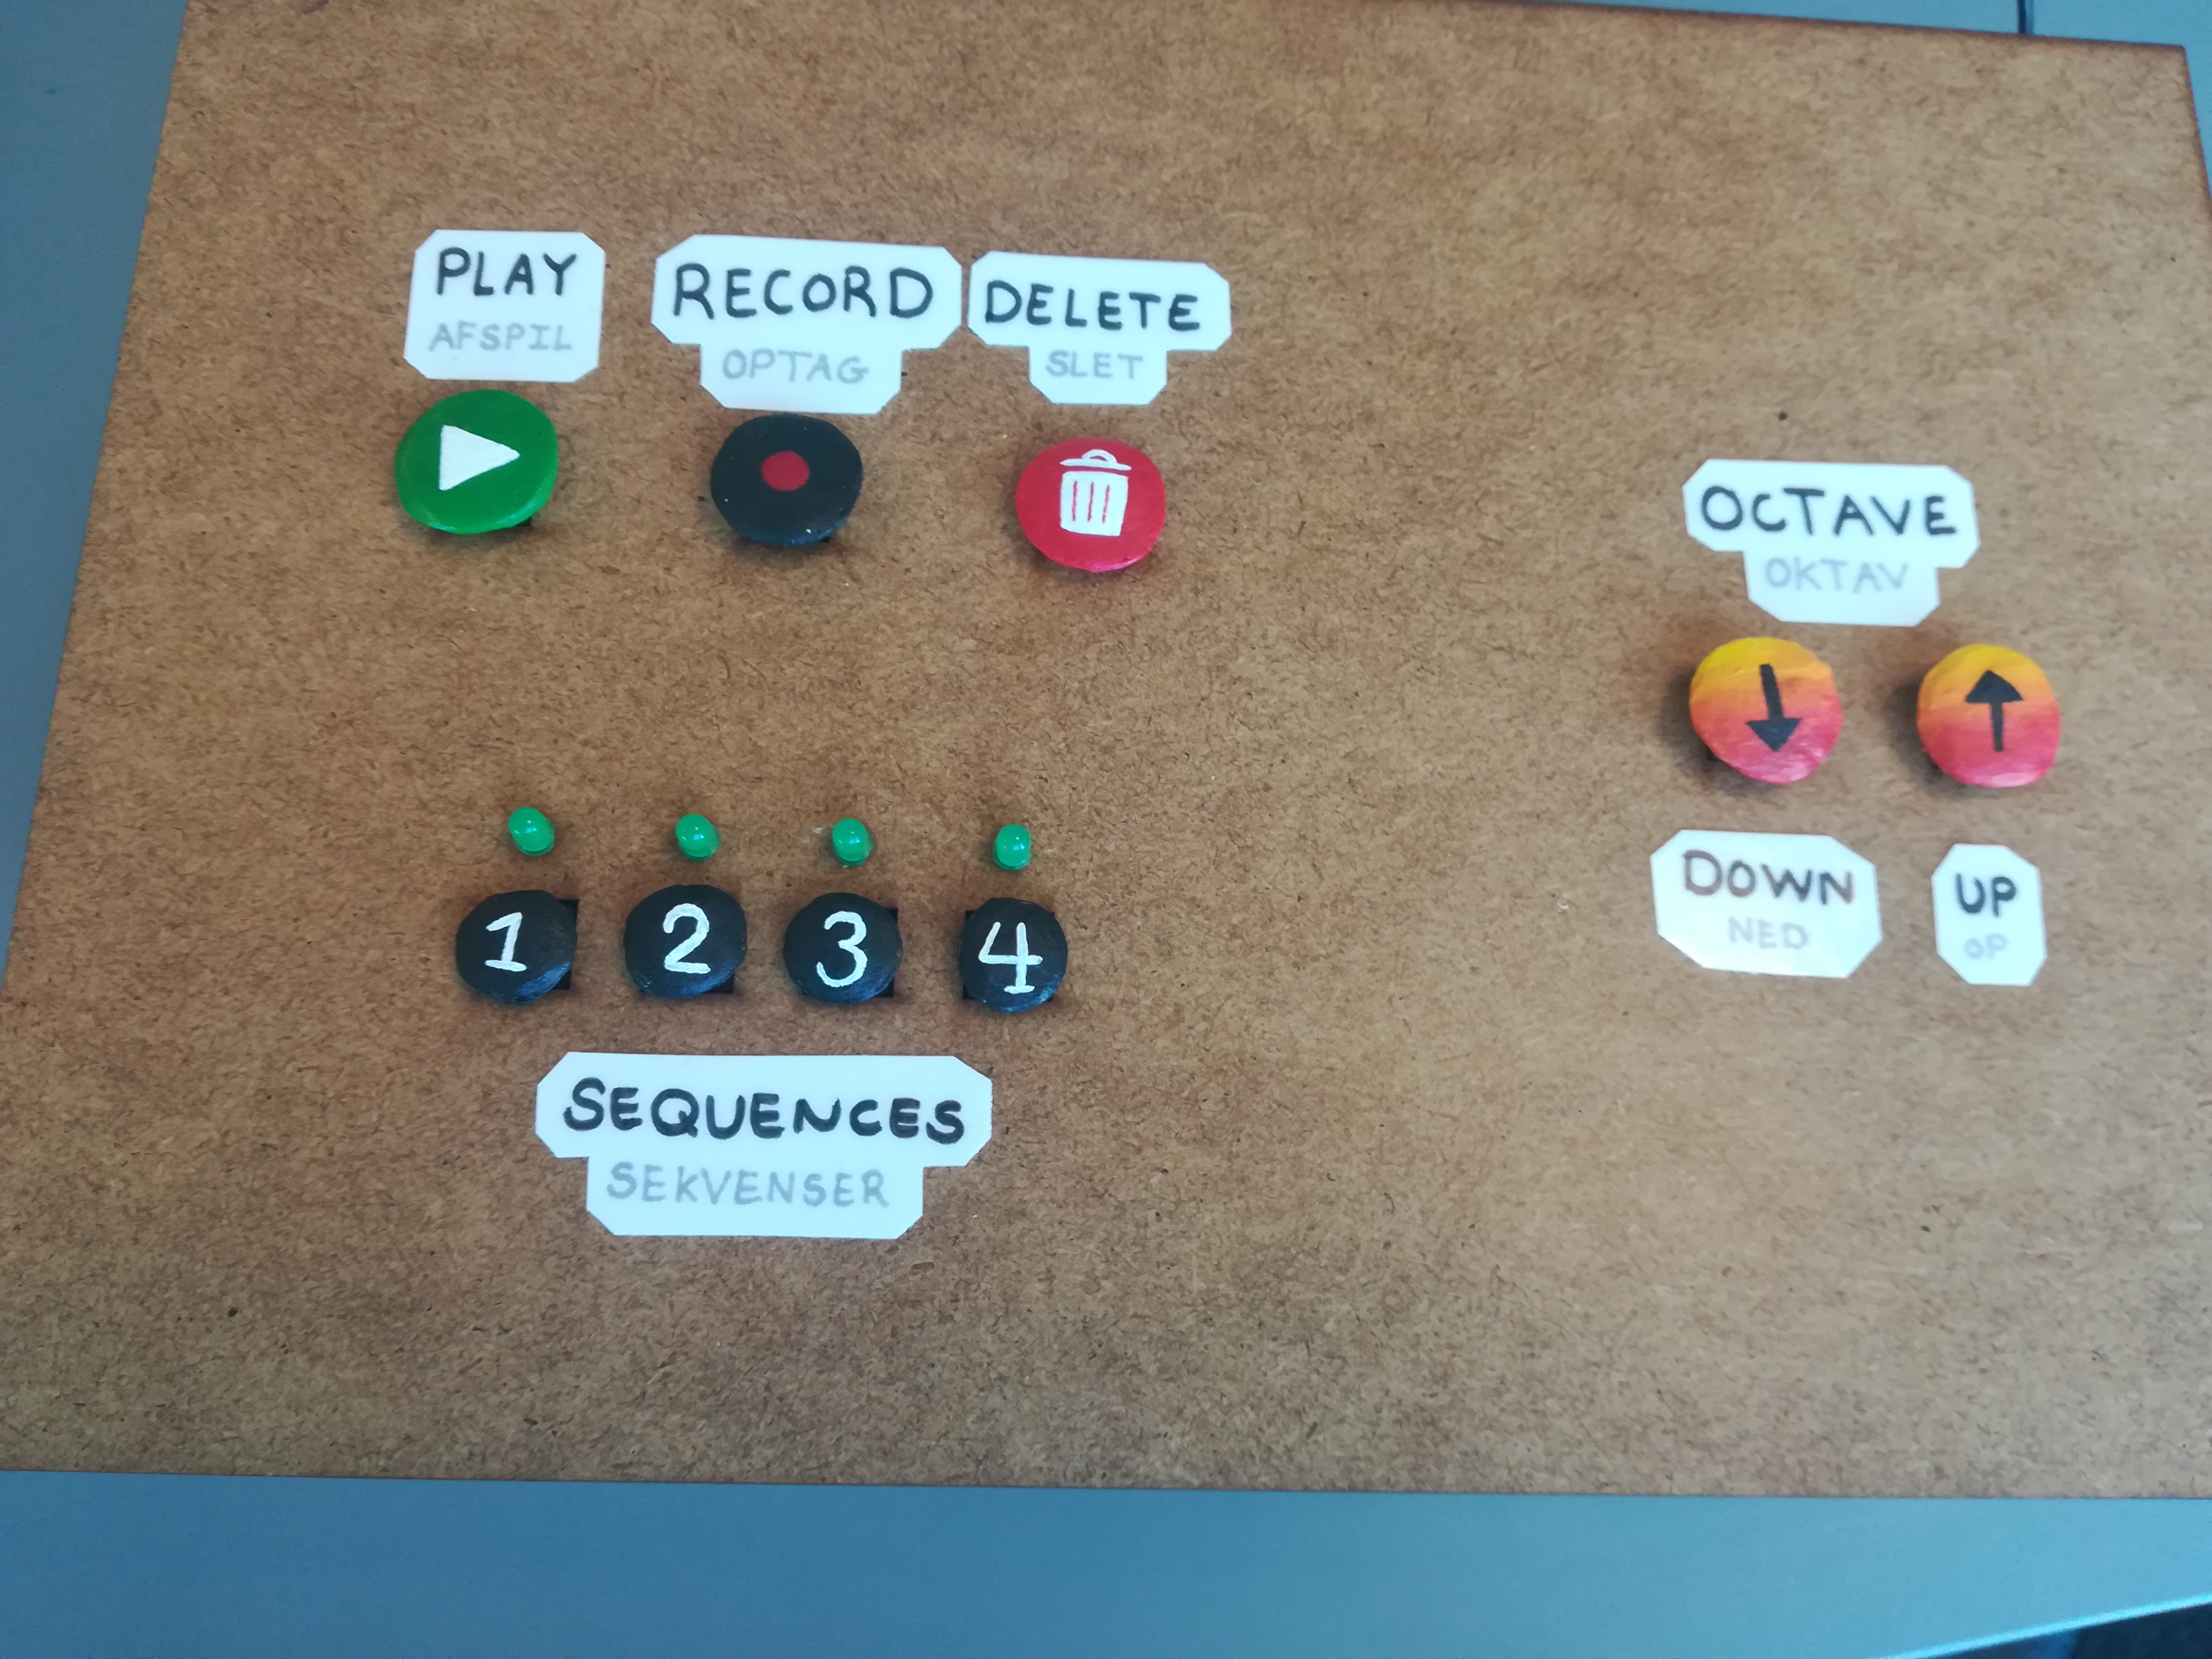 PLAY
AFSPIL
RECORD
OPTAG
DELETE
SLET
OCTAVE
OKTAV
DOWN
NED
UP
OP
1
2
3
4
SEQUENCES
SEKVENSER